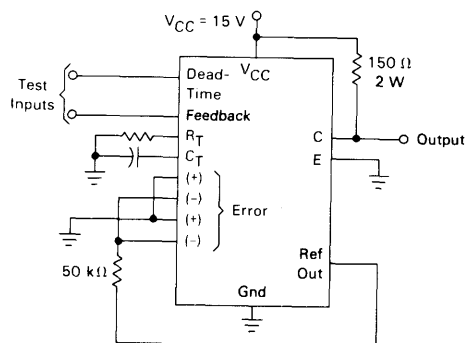 V_CC = 15 V
Test
Inputs
Dead-
Time
Feedback
R_T
C_T
(+)
(-)
(+)
(-)
Error
V_CC
150 Ω
2 W
C
E
Output
Ref
Out
50 kΩ
Gnd